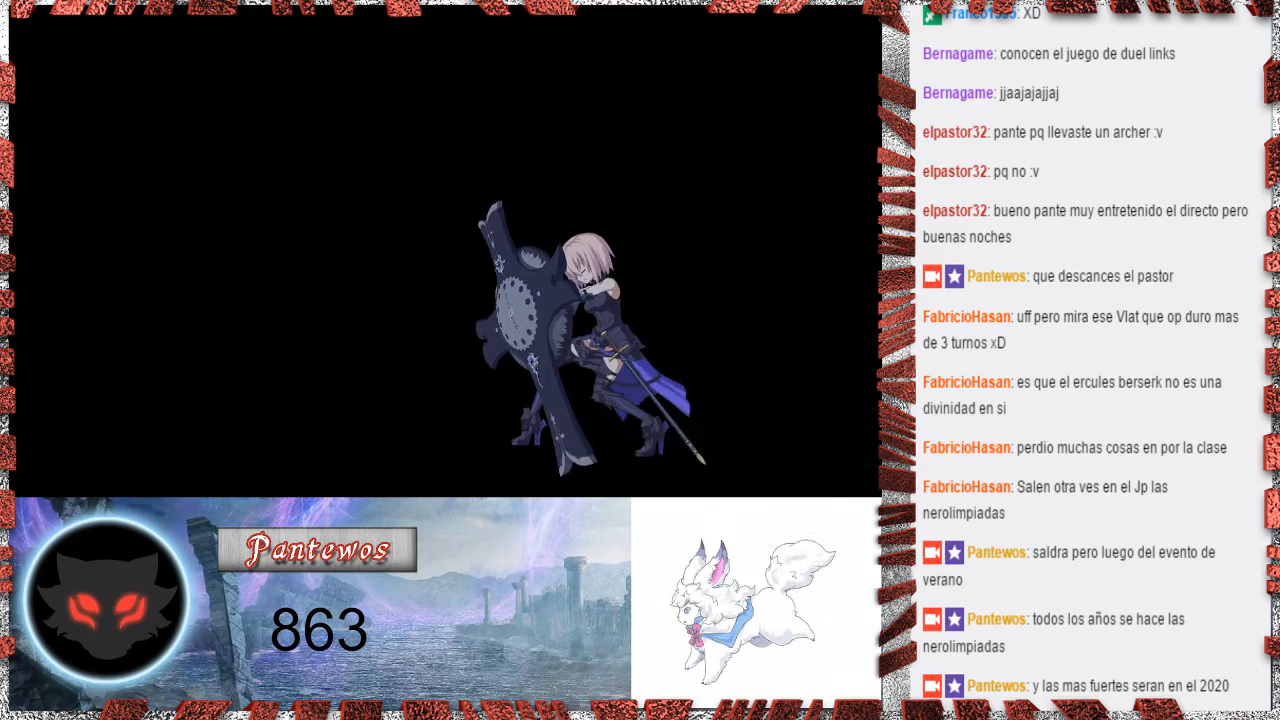 Franco1995: XD
Bernagame: conocen el juego de duel links
Bernagame: jjaajajajjaj
elpastor32: pante pq llevaste un archer :v
elpastor32: pq no :v
elpastor32: bueno pante muy entretenido el directo pero
buenas noches
Pantewos: que descances el pastor
FabricioHasan: uff pero mira ese Vlat que op duro mas
de 3 turnos xD
FabricioHasan: es que el ercules berserk no es una
divinidad en si
FabricioHasan: perdio muchas cosas en por la clase
FabricioHasan: Salen otra ves en el Jp las
nerolimpiadas
Pantewos: saldra pero luego del evento de
verano
Pantewos: todos los años se hace las
nerolimpiadas
Pantewos: y las mas fuertes seran en el 2020
Pantewos
863